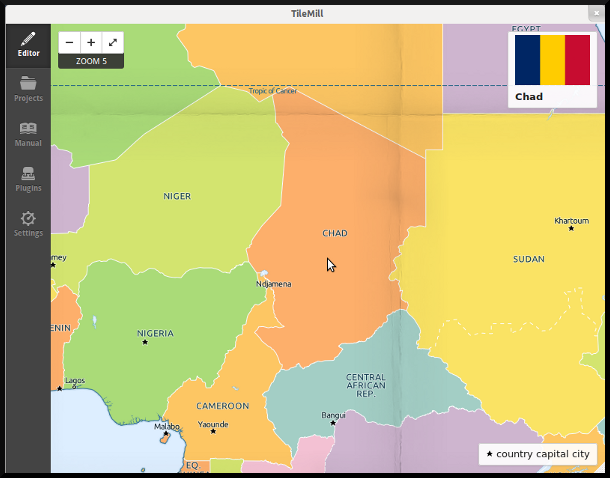 TileMill
Editor
Projects
Manual
Plugins
Settings
ZOOM 5
EGYPT
Chad
Tropic of Cancer
NIGER
CHAD
Khartoum
SUDAN
mey
Ndjamena
ENIN
NIGERIA
Lagos
CENTRAL
AFRICAN
REP.
CAMEROON
Bangui
Malabo
Yaounde
EQ.
country capital city